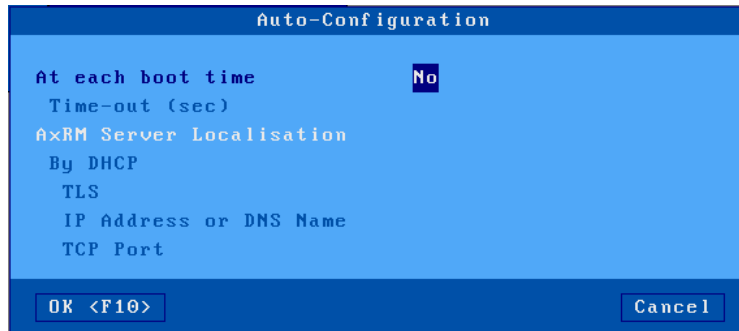 Auto-Configuration
At each boot time No
Time-out (sec)
AxRM Server Localisation
By DHCP
TLS
IP Address or DNS Name
TCP Port
OK <F10> Cancel